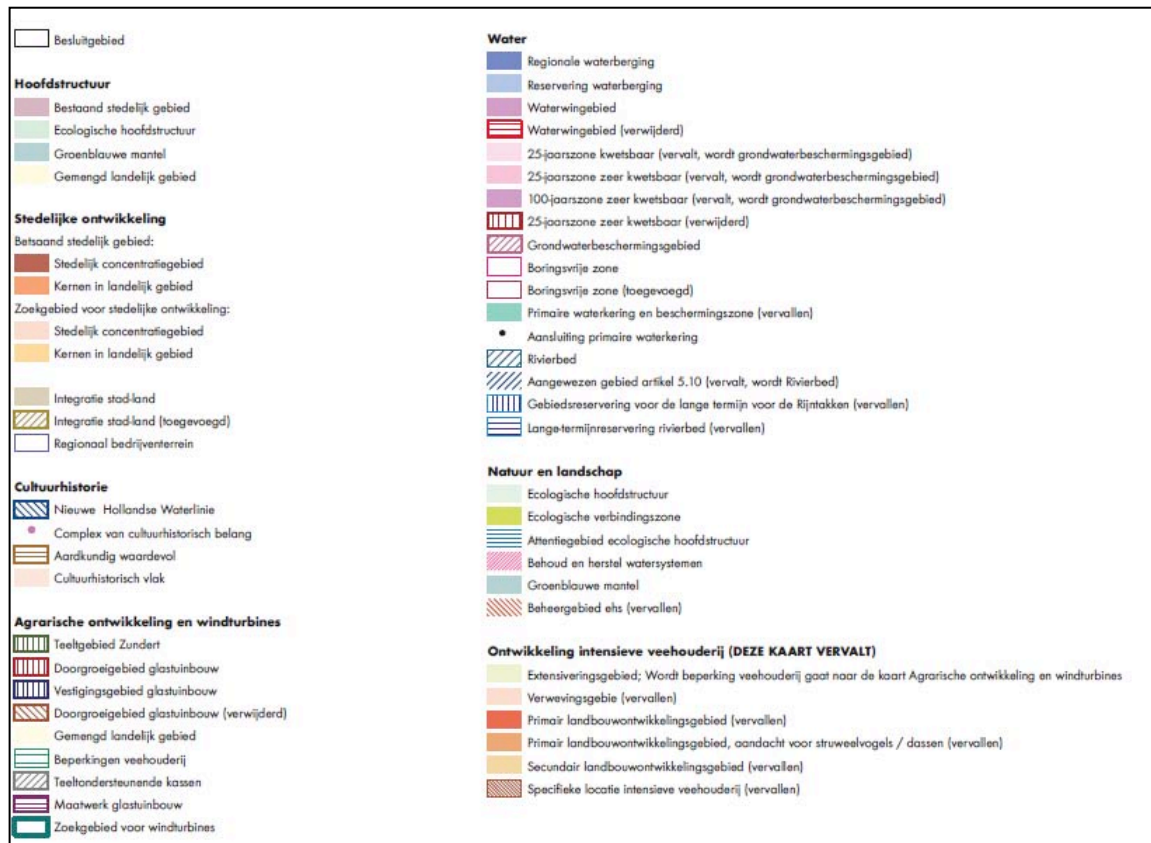 Besluitgebied
Hoofdstructuur
Bestaand stedelijk gebied
Ecologische hoofdstructuur
Groenblauwe mantel
Gemengd landelijk gebied
Stedelijke ontwikkeling
Betsaand stedelijk gebied:
Stedelijk concentratiegebied
Kernen in landelijk gebied
Zoekgebied voor stedelijke ontwikkeling:
Stedelijk concentratiegebied
Kernen in landelijk gebied
Integratie stad-land
Integratie stad-land (toegevoegd)
Regionaal bedrijventerrein
Cultuurhistorie
Nieuwe Hollandse Waterlinie
Complex van cultuurhistorisch belang
Aardkundig waardevol
Cultuurhistorisch vlak
Agrarische ontwikkeling en windturbines
Teeltgebied Zundert
Doorgroeigebied glastuinbouw
Vestigingsgebied glastuinbouw
Doorgroeigebied glastuinbouw (verwijderd)
Gemengd landelijk gebied
Beperkingen veehouderij
Teeltondersteunende kassen
Maatwerk glastuinbouw
Zoekgebied voor windturbines
Water
Regionale waterberging
Reservering waterberging
Waterwingebied
Waterwingebied (verwijderd)
25-jaarszone kwetsbaar (vervalt, wordt grondwaterbeschermingsgebied)
25-jaarszone zeer kwetsbaar (vervalt, wordt grondwaterbeschermingsgebied)
100-jaarszone zeer kwetsbaar (vervalt, wordt grondwaterbeschermingsgebied)
25-jaarszone zeer kwetsbaar (verwijderd)
Grondwaterbeschermingsgebied
Boringsvrije zone
Boringsvrije zone (toegevoegd)
Primaire waterkering en beschermingszone (vervallen)
Aansluiting primaire waterkering
Rivierbed
Aangewezen gebied artikel 5.10 (vervalt, wordt Rivierbed)
Gebiedsreservering voor de lange termijn voor de Rijntakken (vervallen)
Lange-termijnreservering rivierbed (vervallen)
Natuur en landschap
Ecologische hoofdstructuur
Ecologische verbindingszone
Attentiegebied ecologische hoofdstructuur
Behoud en herstel watersystemen
Groenblauwe mantel
Beheergebied ehs (vervallen)
Ontwikkeling intensieve veehouderij (DEZE KAART VERVALT)
Extensiveringsgebied; Wordt beperking veehouderij gaat naar de kaart Agrarische ontwikkeling en windturbines
Verwevingsgebie (vervallen)
Primair landbouwontwikkelingsgebied (vervallen)
Primair landbouwontwikkelingsgebied, aandacht voor struweelvogels / dassen (vervallen)
Secundair landbouwontwikkelingsgebied (vervallen)
Specifieke locatie intensieve veehouderij (vervallen)